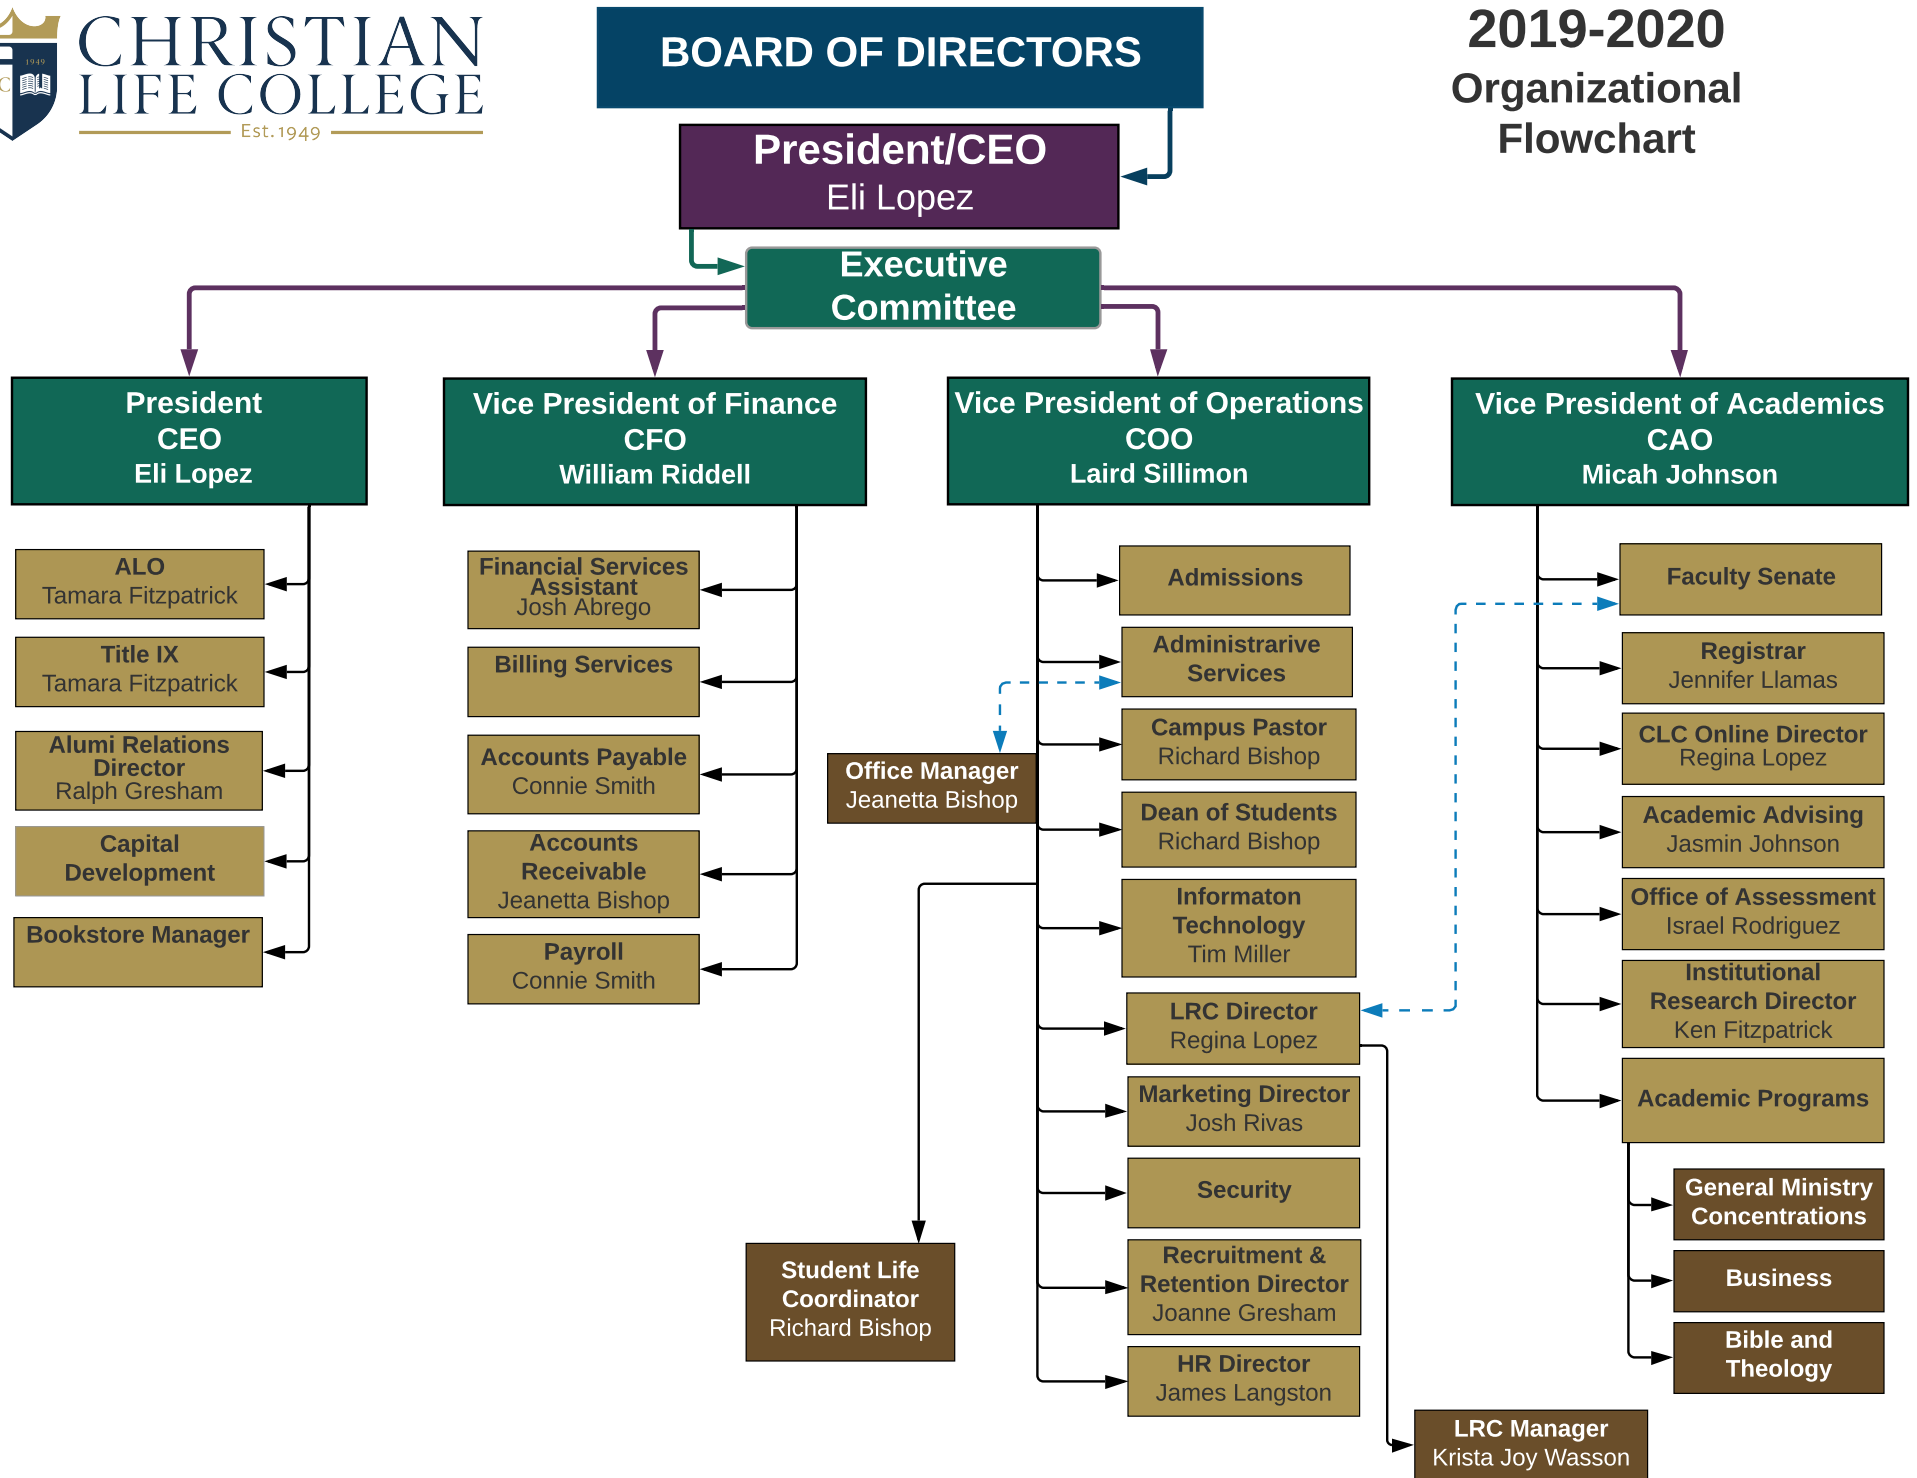 CHRISTIAN
LIFE COLLEGE
Est.1949
1949
C
BOARD OF DIRECTORS
2019-2020
Organizational
Flowchart
President/CEO
Eli Lopez
Executive
Committee
President
CEO
Eli Lopez
ALO
Tamara Fitzpatrick
Title IX
Tamara Fitzpatrick
Alumi Relations
Director
Ralph Gresham
Capital
Development
Bookstore Manager
Vice President of Finance
CFO
William Riddell
Financial Services
Assistant
Josh Abrego
Billing Services
Accounts Payable
Connie Smith
Accounts
Receivable
Jeanetta Bishop
Payroll
Connie Smith
Vice President of Operations
COO
Laird Sillimon
Admissions
Administrarive
Services
Office Manager
Jeanetta Bishop
Campus Pastor
Richard Bishop
Dean of Students
Richard Bishop
Informaton
Technology
Tim Miller
LRC Director
Regina Lopez
Marketing Director
Josh Rivas
Security
Recruitment &
Retention Director
Joanne Gresham
HR Director
James Langston
Student Life
Coordinator
Richard Bishop
LRC Manager
Krista Joy Wasson
Vice President of Academics
CAO
Micah Johnson
Faculty Senate
Registrar
Jennifer Llamas
CLC Online Director
Regina Lopez
Academic Advising
Jasmin Johnson
Office of Assessment
Israel Rodriguez
Institutional
Research Director
Ken Fitzpatrick
Academic Programs
General Ministry
Concentrations
Business
Bible and
Theology